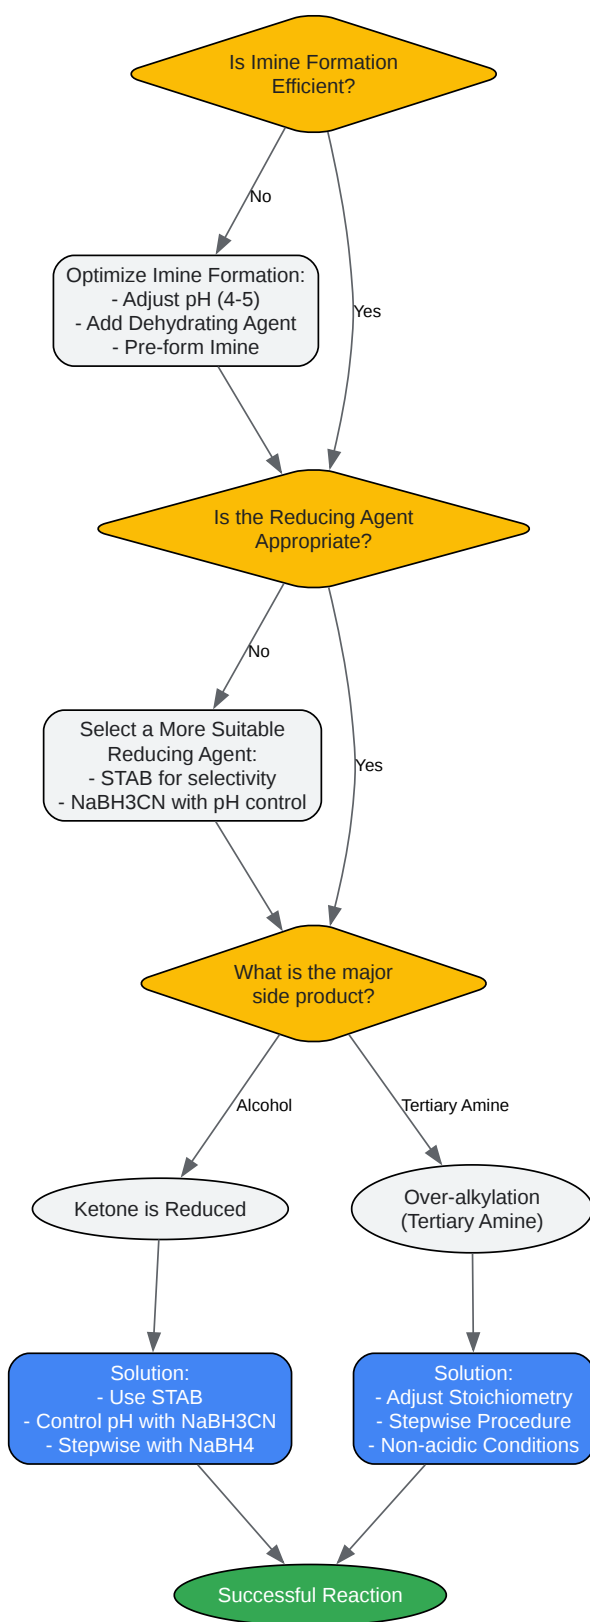 Is Imine Formation
Efficient?
No
Optimize Imine Formation:
- Adjust pH (4-5)
- Add Dehydrating Agent
- Pre-form Imine
Yes
Is the Reducing Agent
Appropriate?
No
Select a More Suitable
Reducing Agent:
- STAB for selectivity
- NaBH3CN with pH control
Yes
What is the major
side product?
Alcohol
Tertiary Amine
Ketone is Reduced
Over-alkylation
(Tertiary Amine)
Solution:
- Use STAB
- Control pH with NaBH3CN
- Stepwise with NaBH4
Solution:
- Adjust Stoichiometry
- Stepwise Procedure
- Non-acidic Conditions
Successful Reaction